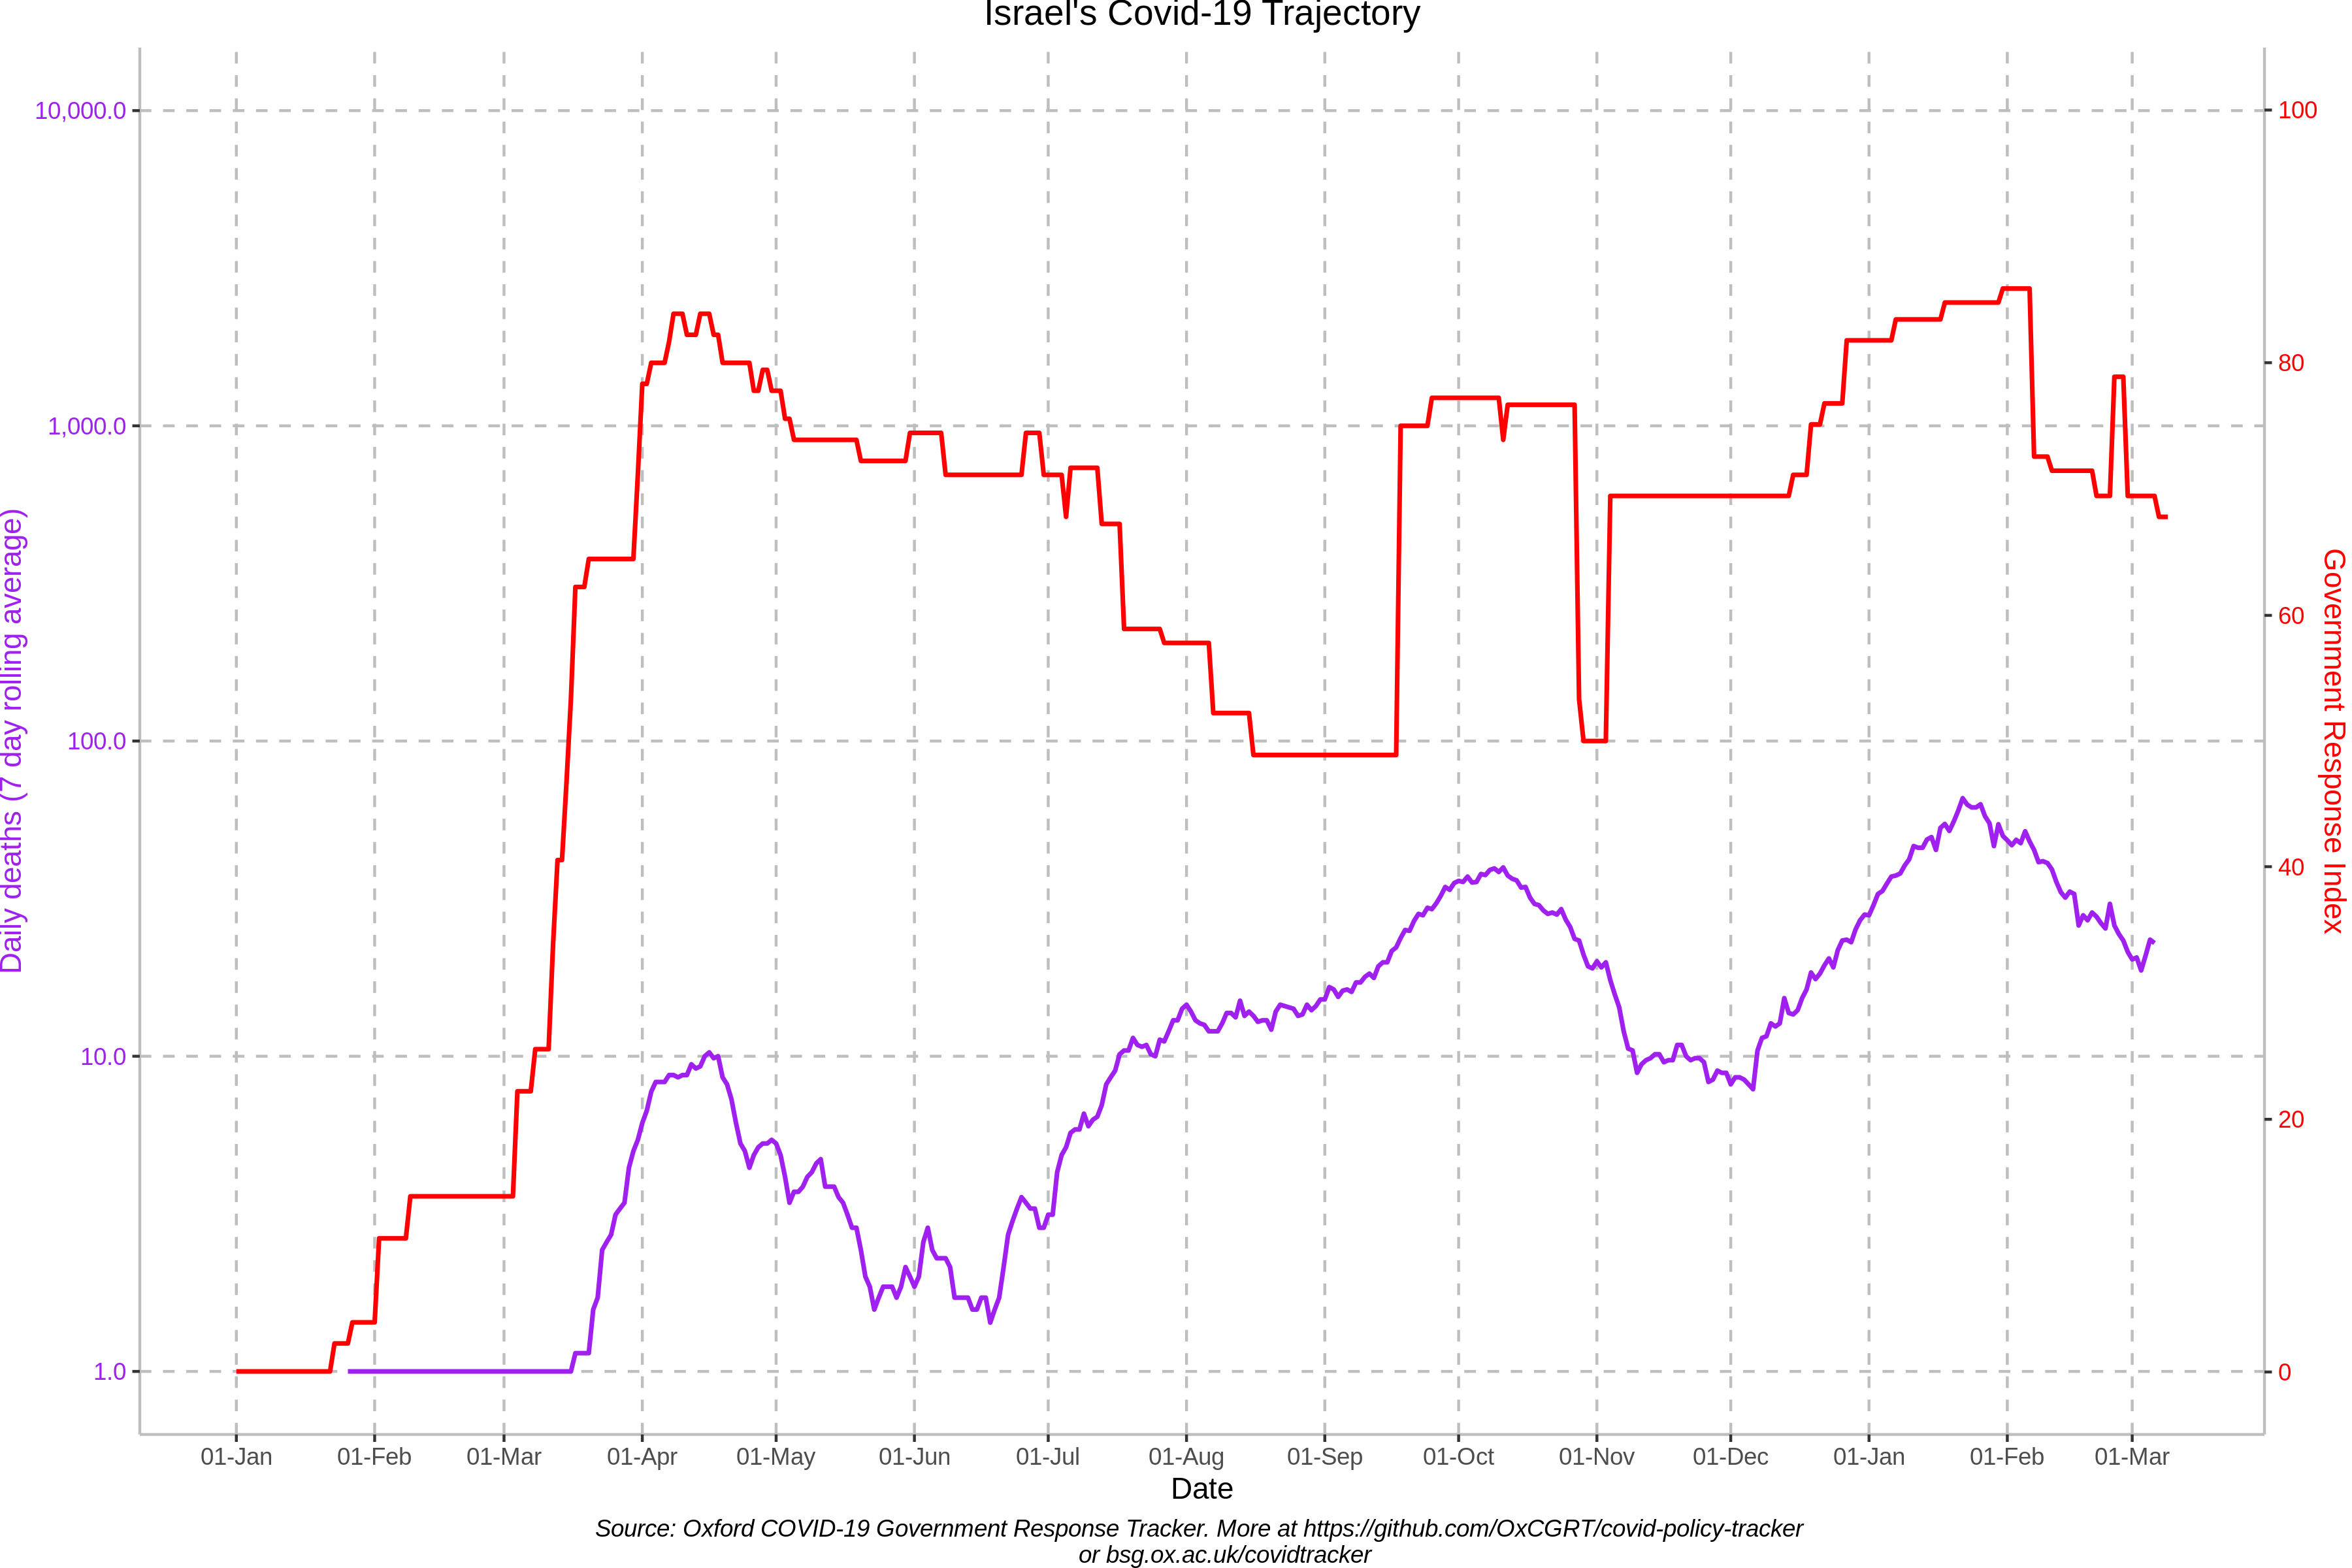 Israel's Covid-19 Trajectory
10,000.0
1,000.0
100.0
10.0
1.0
Daily deaths (7 day rolling average)
100
80
60
40
20
0
Government Response Index
01-Jan 01-Feb 01-Mar 01-Apr 01-May 01-Jun 01-Jul 01-Aug 01-Sep 01-Oct 01-Nov 01-Dec 01-Jan 01-Feb 01-Mar
Date
Source: Oxford COVID-19 Government Response Tracker. More at https://github.com/OxCGRT/covid-policy-tracker
or bsg.ox.ac.uk/covidtracker